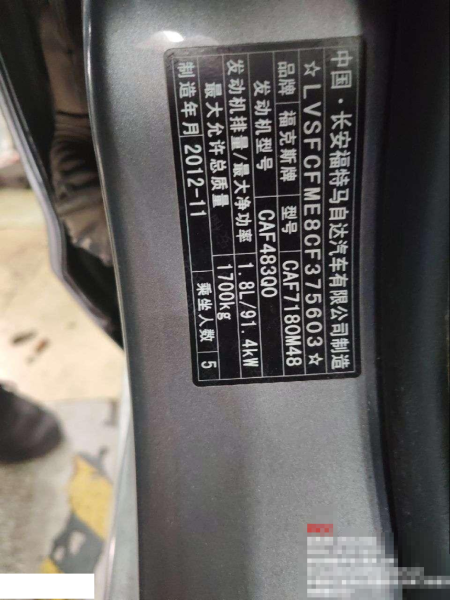 中国·长安福特马自达汽车有限公司制造
☆LVSFCFME8CF375603☆
品牌 福克斯牌 型号 CAF7180M48
发动机型号 CAF483Q0
发动机排量/最大净功率 1.8L/91.4kW
最大允许总质量 1700kg
制造年月 2012-11 乘坐人数 5